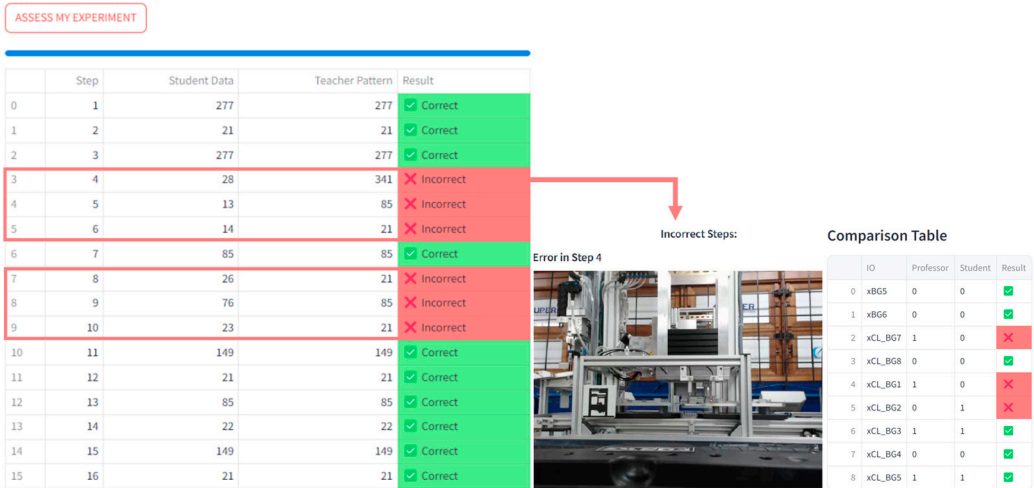 ASSESS MY EXPERIMENT
Step Student Data Teacher Pattern Result
0 1 277 277 Correct
1 2 21 21 Correct
2 3 277 277 Correct
3 4 28 341 Incorrect
4 5 13 85 Incorrect
5 6 14 21 Incorrect
6 7 85 85 Correct
7 8 26 21 Incorrect
8 9 76 85 Incorrect
9 10 23 21 Incorrect
10 11 149 149 Correct
11 12 21 21 Correct
12 13 85 85 Correct
13 14 22 22 Correct
14 15 149 149 Correct
15 16 21 21 Correct
Incorrect Steps:
Error in Step 4
Comparison Table
IO Professor Student Result
0 xBG5 0 0
1 xBG6 0 0
2 xCL_BG7 1 0
3 xCL_BG8 0 0
4 xCL_BG1 1 0
5 xCL_BG2 0 1
6 xCL_BG3 1 1
7 xCL_BG4 0 0
8 xCL_BG5 1 1